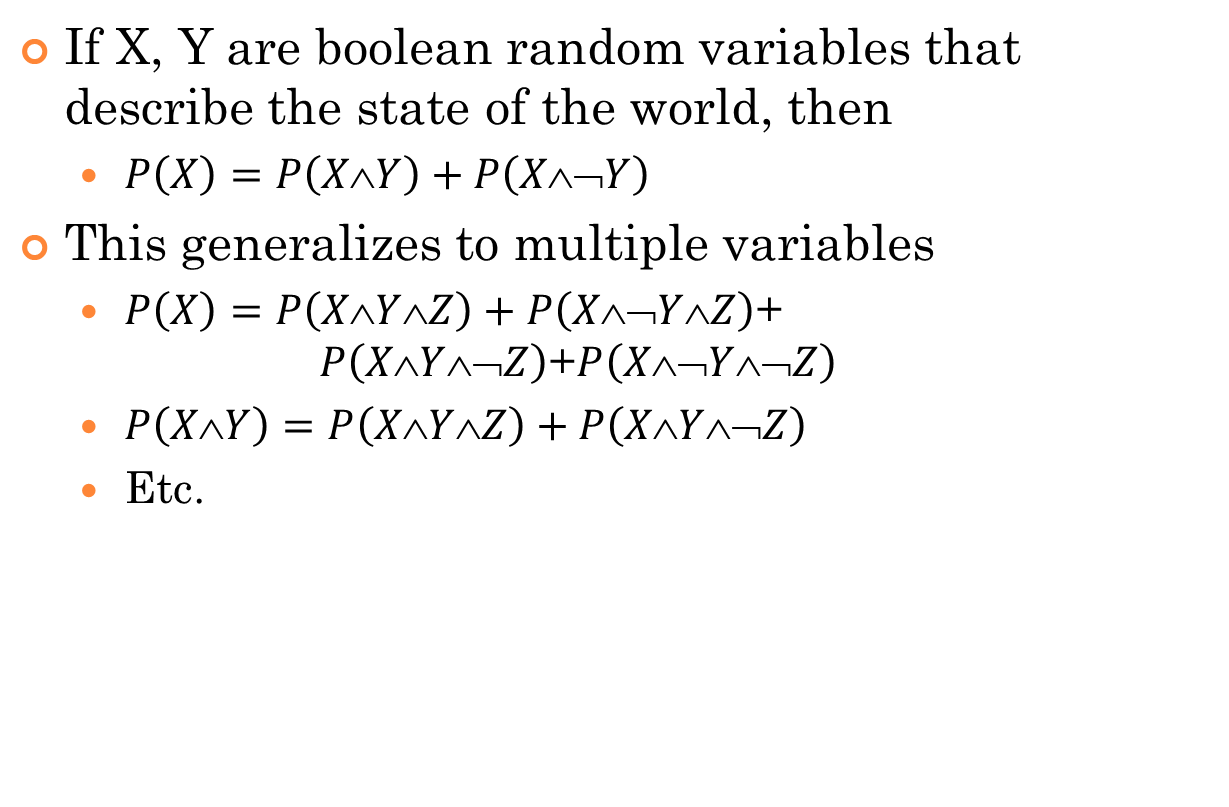 If X, Y are boolean random variables that
describe the state of the world, then
• P(X∧Y) = P(X∧Y) + P(X∧¬Y)
This generalizes to multiple variables
• P(X) = P(X∧Y∧Z) + P(X∧¬Y∧Z)+
P(X∧Y∧¬Z)+P(X∧¬Y∧¬Z)
• P(X∧Y) = P(X∧Y∧Z) + P(X∧Y∧¬Z)
• Etc.